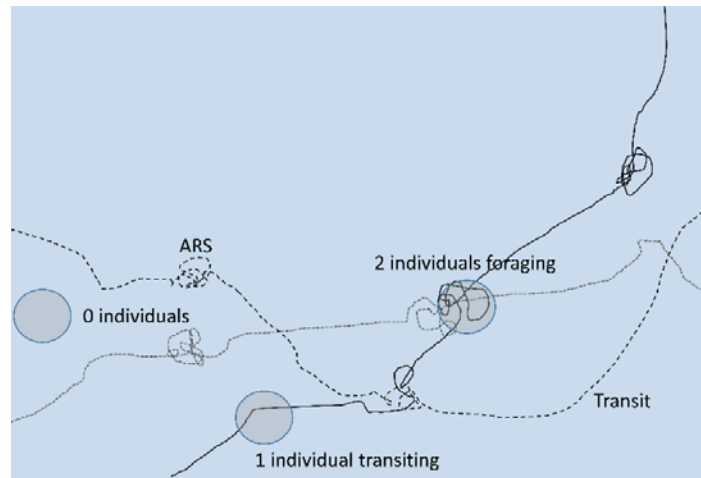 ARS
2 individuals foraging
0 individuals
Transit
1 individual transiting